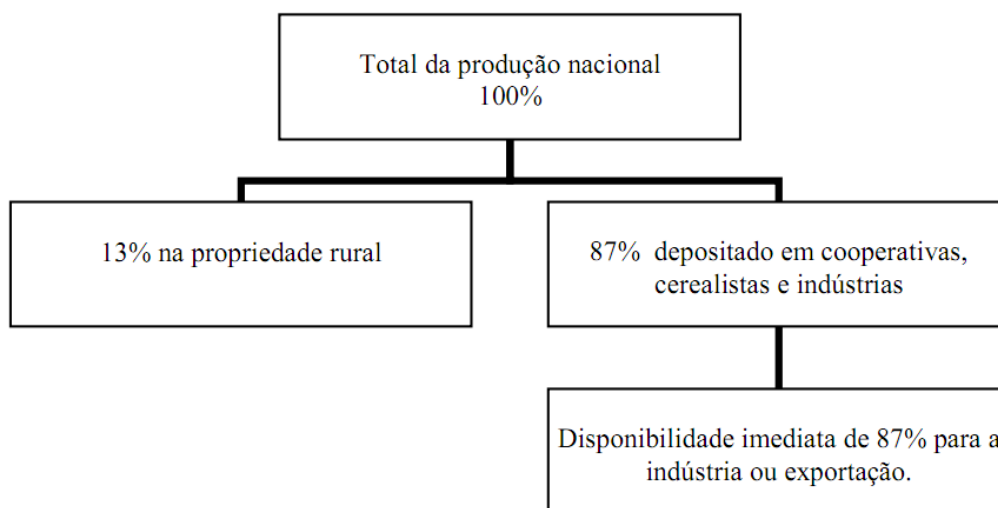 Total da produção nacional
100%
13% na propriedade rural
87% depositado em cooperativas,
cerealistas e indústrias
Disponibilidade imediata de 87% para a
indústria ou exportação.